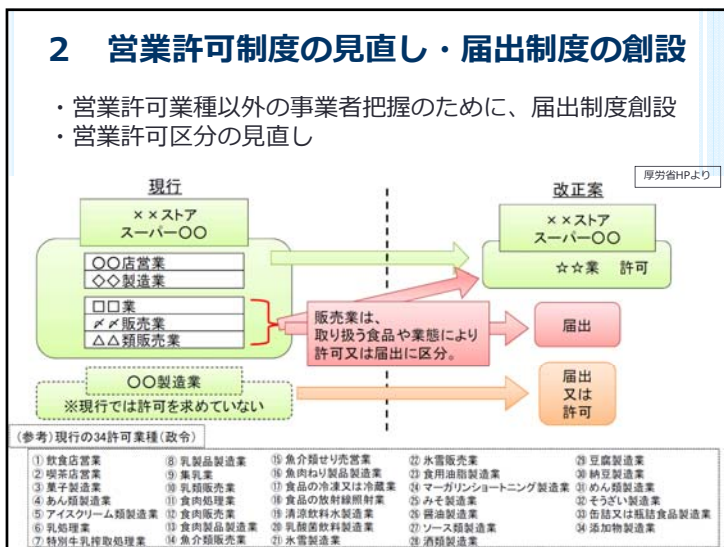 2 営業許可制度の見直し・届出制度の創設
・営業許可業種以外の事業者把握のために、届出制度創設
・営業許可区分の見直し
厚労省HPより
現行
改正案
××ストア
スーパー〇〇
××ストア
スーパー〇〇
〇〇店営業
◇◇製造業
☆☆業 許可
□□業
〆〆販売業
△△類販売業
販売業は、
取り扱う食品や業態により
許可又は届出に区分。
届出
〇〇製造業
※現行では許可を求めていない
届出
又は
許可
(参考)現行の34許可業種(政令)
①飲食店営業
②喫茶店営業
③菓子製造業
④あん類製造業
⑤アイスクリーム類製造業
⑥乳処理業
⑦特別牛乳搾取処理業
⑧乳製品製造業
⑨集乳業
⑩乳類販売業
⑪食肉処理業
⑫食肉販売業
⑬食肉製品製造業
⑭魚介類販売業
⑮魚介類せり売営業
⑯魚肉ねり製品製造業
⑰食品の冷凍又は冷蔵業
⑱食品の放射線照射業
⑲清涼飲料水製造業
⑳乳酸菌飲料製造業
㉑氷雪製造業
㉒氷雪販売業
㉓食用油脂製造業
㉔マーガリンショートニング製造業
㉕みそ製造業
㉖醤油製造業
㉗ソース類製造業
㉘酒類製造業
㉙豆腐製造業
㉚納豆製造業
㉛めん類製造業
㉜そうざい製造業
㉝缶詰又は瓶詰食品製造業
㉞添加物製造業